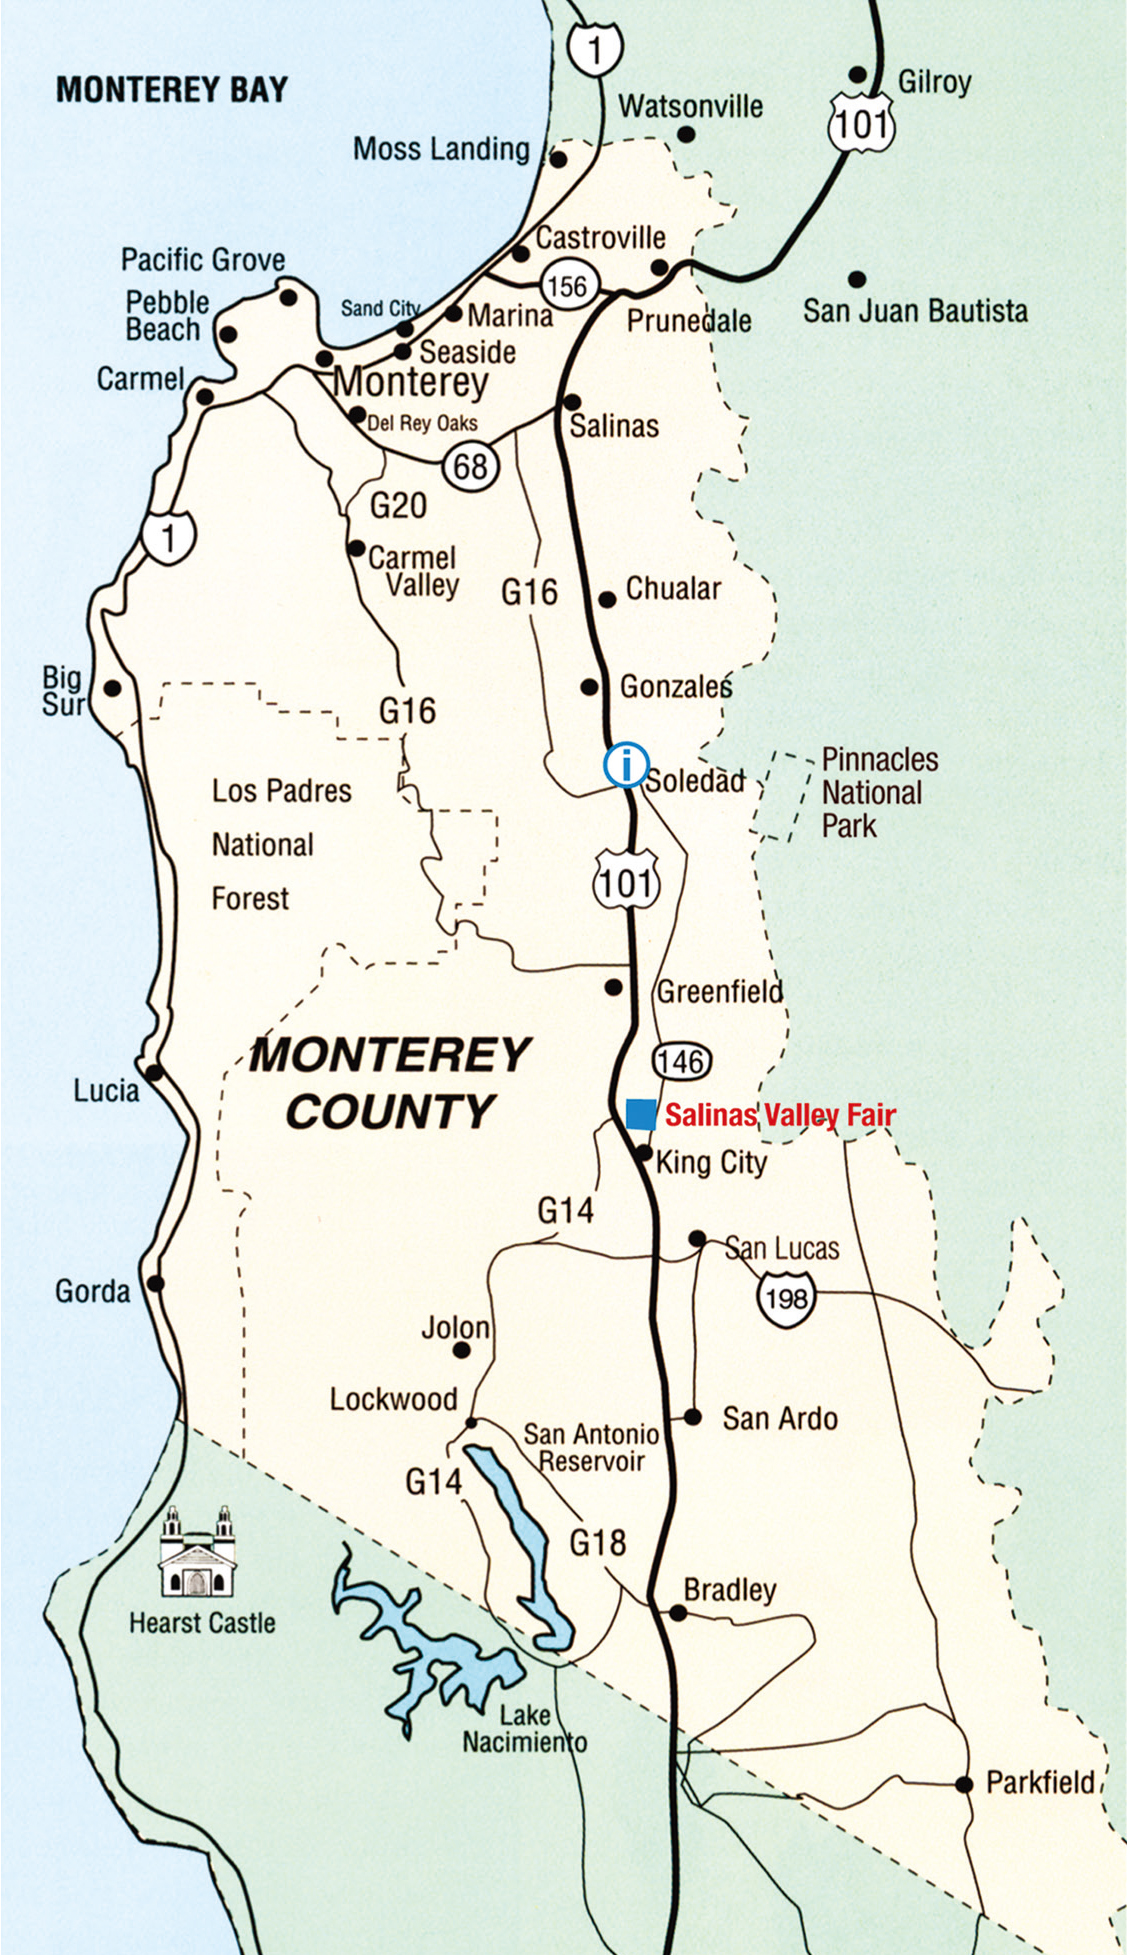 1
Gilroy
MONTEREY BAY
Watsonville
101
Moss Landing
Castroville
Pacific Grove
156
Pebble
Beach
Sand City
Marina
Prunedale
San Juan Bautista
Seaside
Carmel
Monterey
Del Rey Oaks
Salinas
68
G20
1
Carmel
Valley
G16
Chualar
Big
Sur
Gonzales
G16
i
Soledad
Pinnacles
National
Park
Los Padres
National
Forest
101
Greenfield
MONTEREY
COUNTY
146
Lucia
Salinas Valley Fair
King City
G14
San Lucas
Gorda
198
Jolon
Lockwood
San Ardo
San Antonio
Reservoir
G14
G18
Bradley
Hearst Castle
Lake
Nacimiento
Parkfield